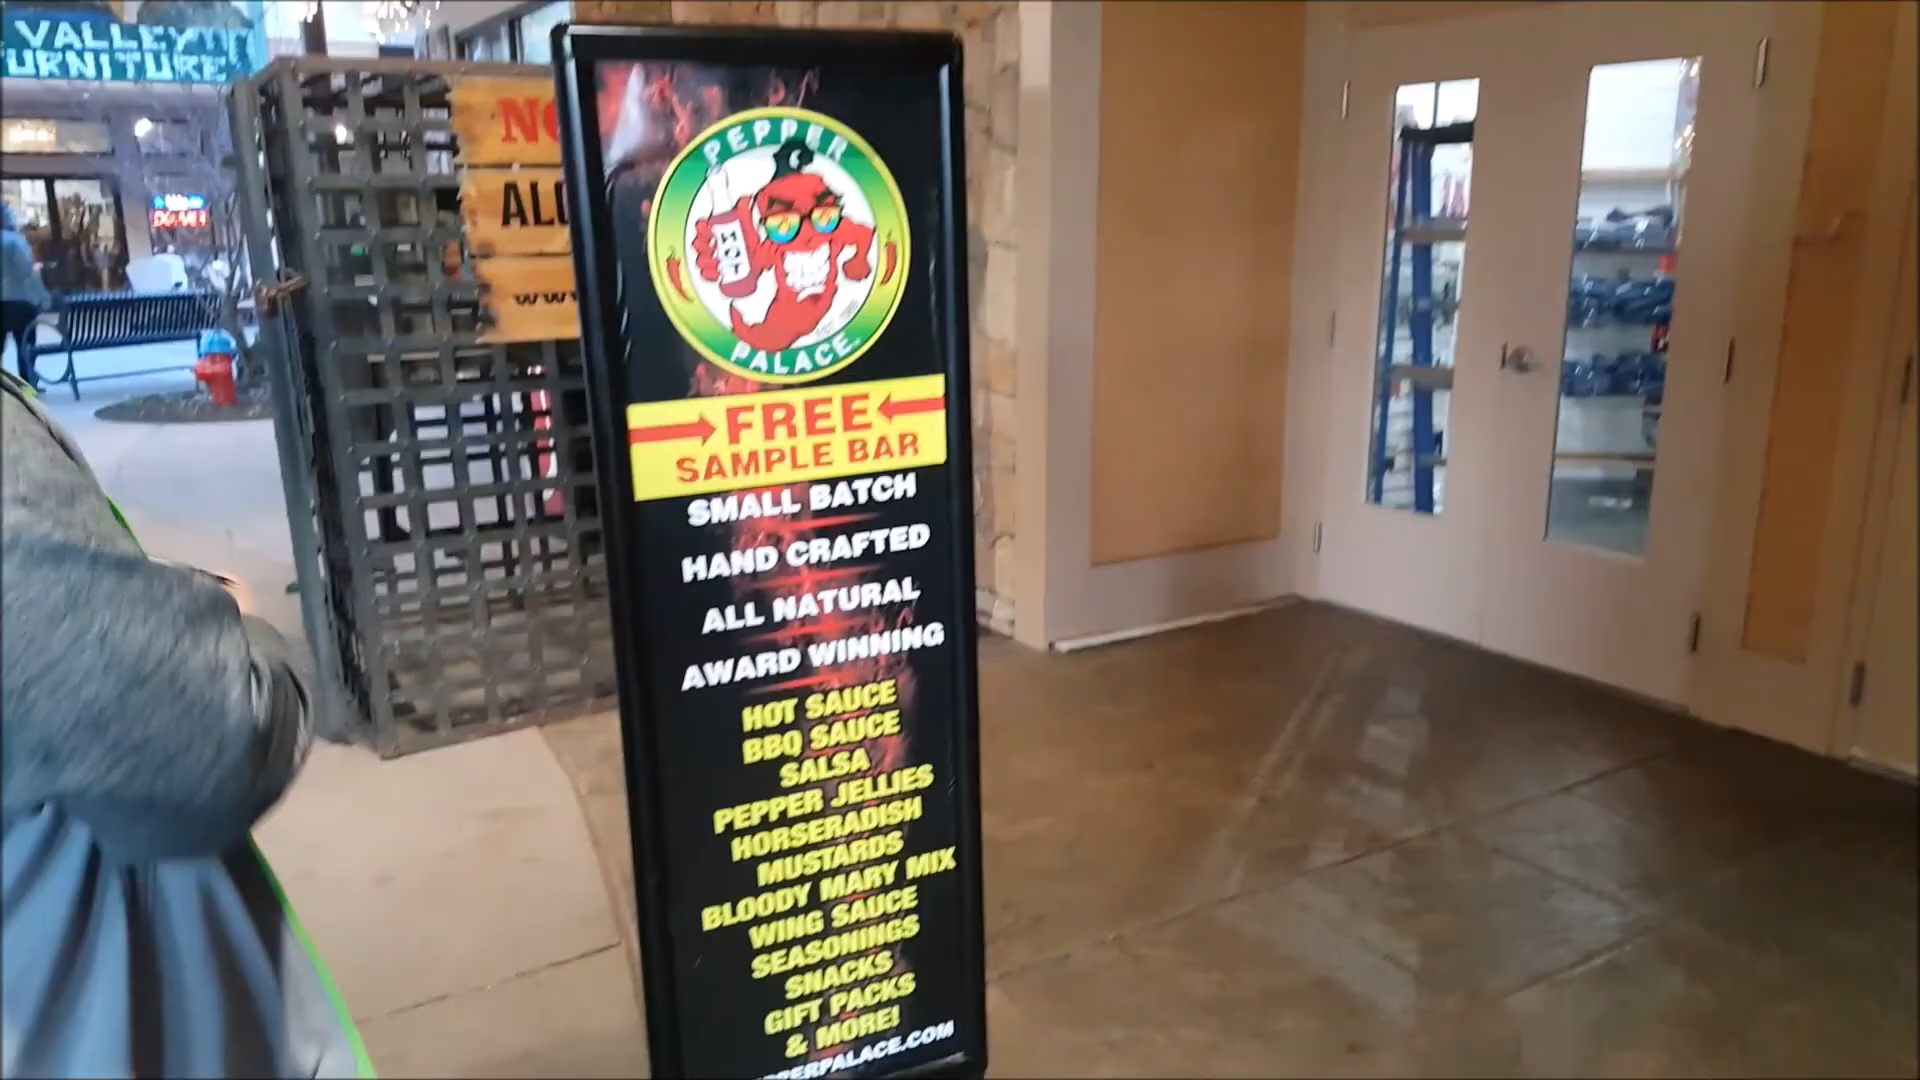 VALLEY
FURNITURE
PEPPER
HOT
PALACE
FREE
SAMPLE BAR
SMALL BATCH
HAND CRAFTED
ALL NATURAL
AWARD WINNING
HOT SAUCE
BBQ SAUCE
SALSA
PEPPER JELLIES
HORSERADISH
MUSTARDS
BLOODY MARY MIX
WING SAUCE
SEASONINGS
SNACKS
GIFT PACKS
& MORE!
PEPPERPALACE.COM